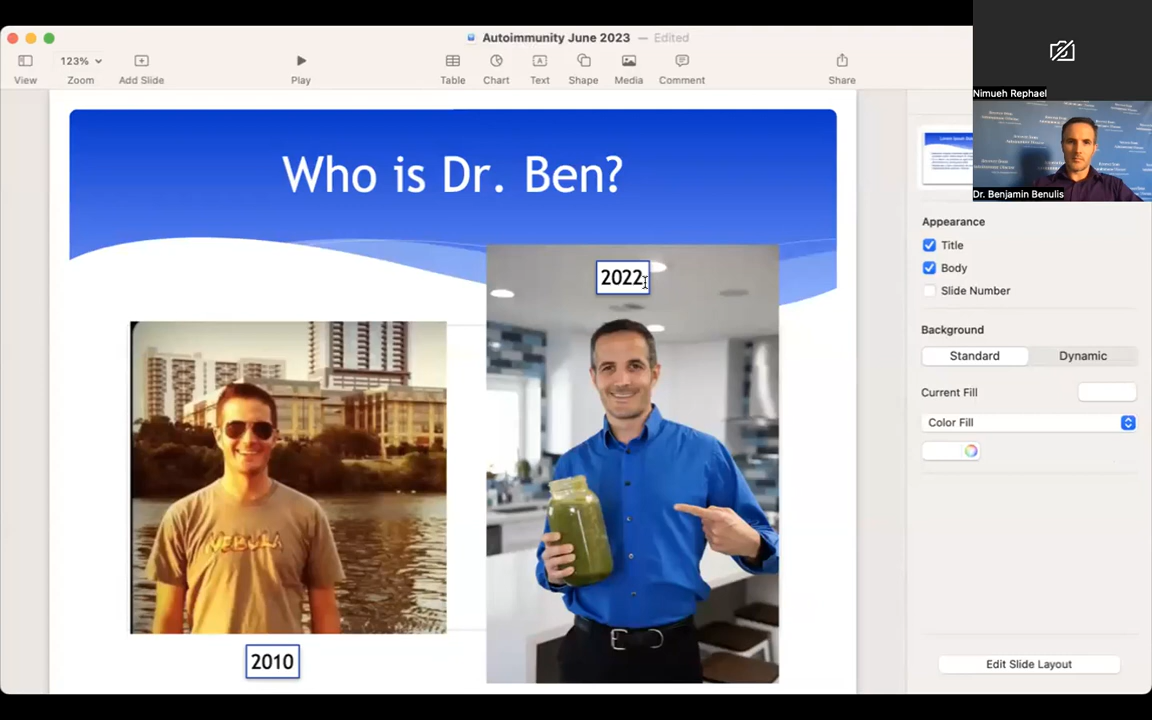 Autoimmunity June 2023 — Edited
View
123%
Zoom
Add Slide
Play
Table
Chart
Text
Shape
Media
Comment
Share
Nimueh Rephael
Dr. Benjamin Benulis
Who is Dr. Ben?
2022
NEBULA
2010
Appearance
Title
Body
Slide Number
Background
Standard
Dynamic
Current Fill
Color Fill
Edit Slide Layout